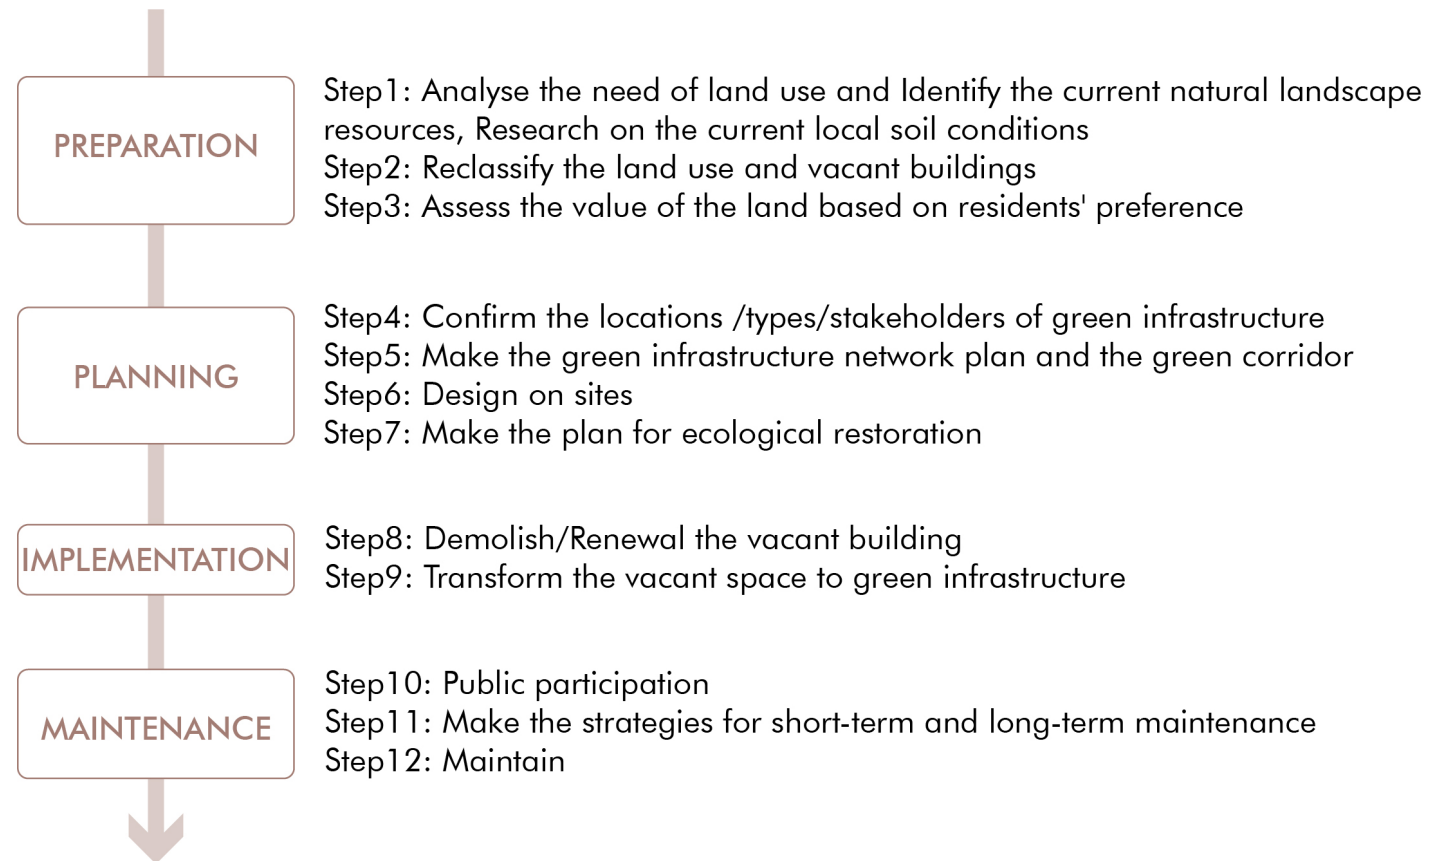 PREPARATION
Step1: Analyse the need of land use and Identify the current natural landscape
resources, Research on the current local soil conditions
Step2: Reclassify the land use and vacant buildings
Step3: Assess the value of the land based on residents' preference
PLANNING
Step4: Confirm the locations /types/stakeholders of green infrastructure
Step5: Make the green infrastructure network plan and the green corridor
Step6: Design on sites
Step7: Make the plan for ecological restoration
IMPLEMENTATION
Step8: Demolish/Renewal the vacant building
Step9: Transform the vacant space to green infrastructure
MAINTENANCE
Step10: Public participation
Step11: Make the strategies for short-term and long-term maintenance
Step12: Maintain